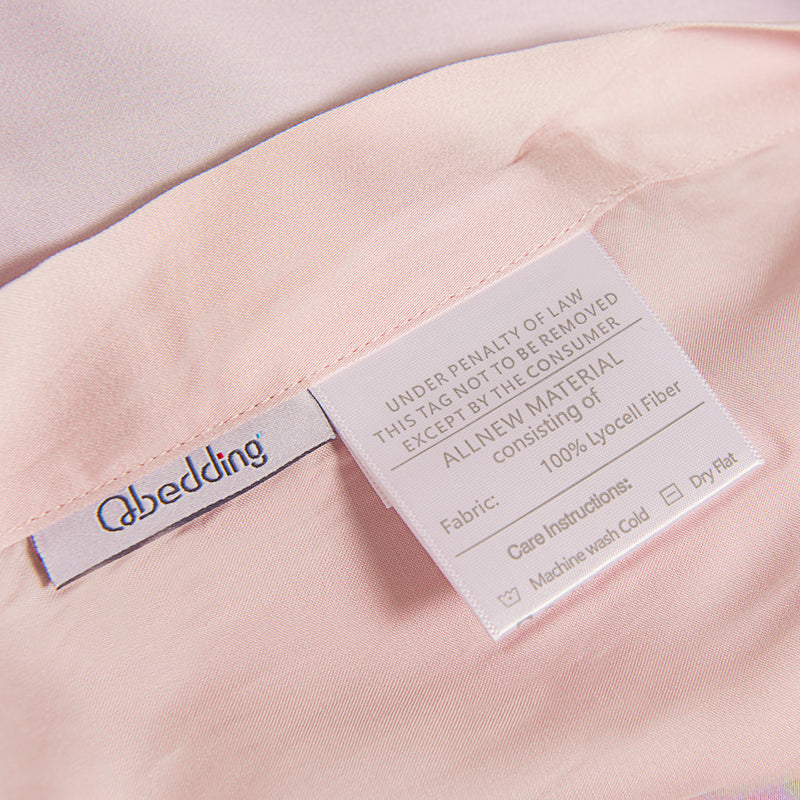 Qbedding
UNDER PENALTY OF LAW
THIS TAG NOT TO BE REMOVED
EXCEPT BY THE CONSUMER
ALLNEW MATERIAL
consisting of
Fabric: 100% Lyocell Fiber
Care Instructions:
Machine wash Cold Dry Flat